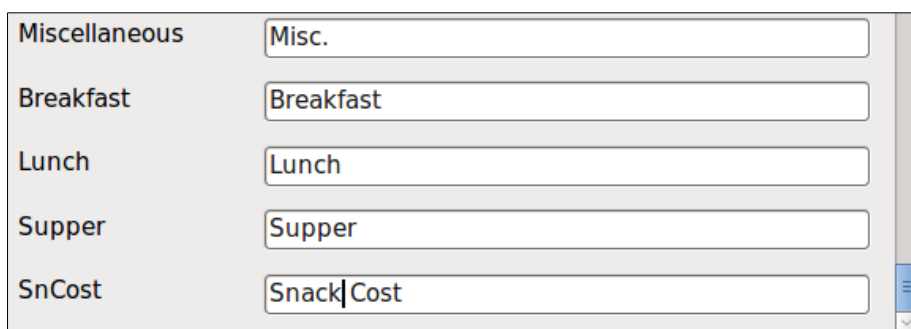 Miscellaneous Misc.
Breakfast Breakfast
Lunch Lunch
Supper Supper
SnCost Snack Cost